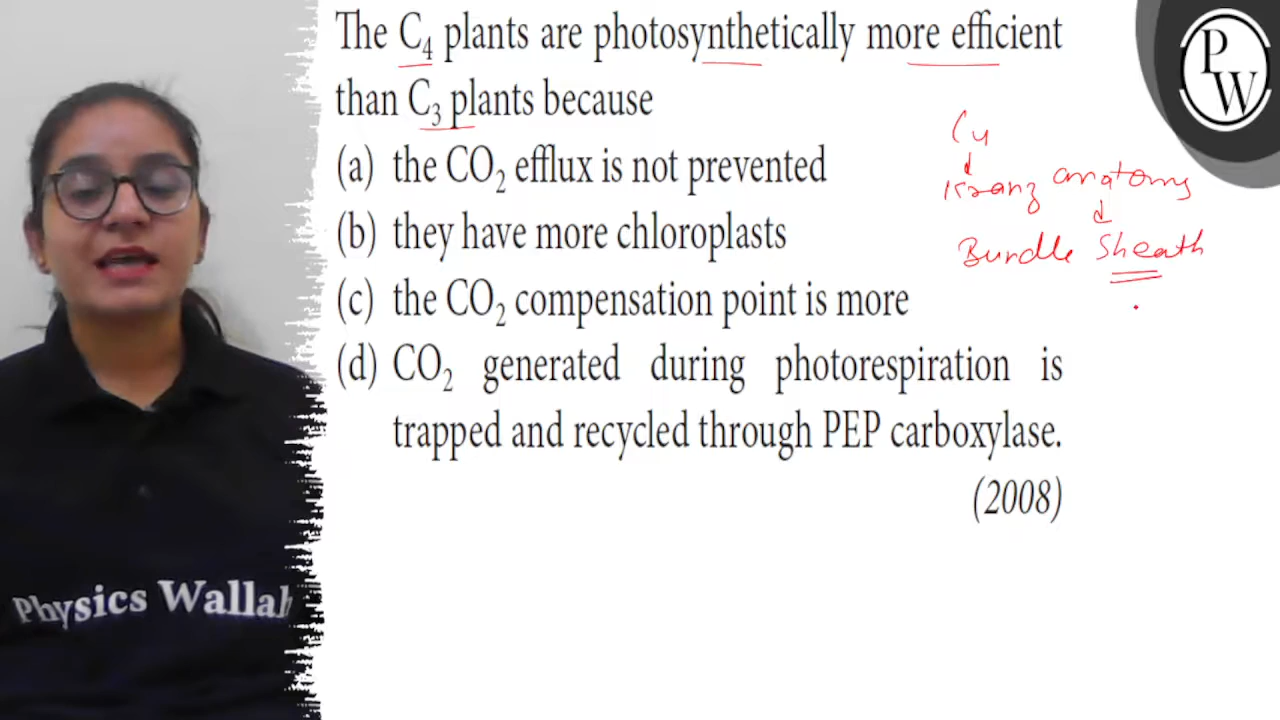 The C₄ plants are photosynthetically more efficient
than C₃ plants because
(a) the CO₂ efflux is not prevented
(b) they have more chloroplasts
(c) the CO₂ compensation point is more
(d) CO₂ generated during photorespiration is
trapped and recycled through PEP carboxylase.
(2008)
C4
Kranz anatomy
Bundle Sheath
PW
Physics Wallah